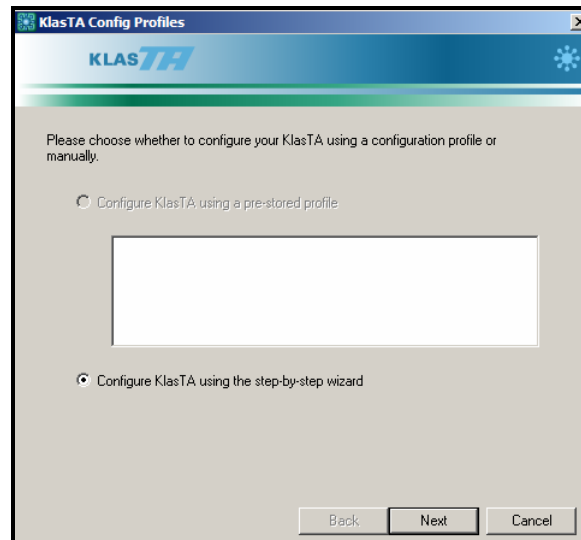 KlasTA Config Profiles
KLASTA
Please choose whether to configure your KlasTA using a configuration profile or
manually.
Configure KlasTA using a pre-stored profile
Configure KlasTA using the step-by-step wizard
Back Next Cancel